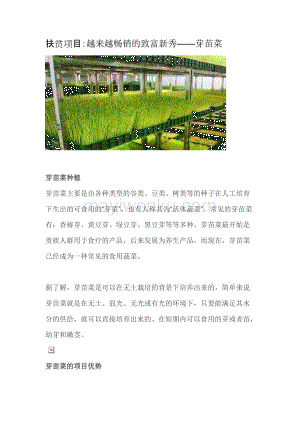 扶贫项目:越来越畅销的致富新秀——芽苗菜
芽苗菜种植
芽苗菜主要是由各种类型的谷类、豆类、树类等的种子在人工培育
下生出的可食用的“芽菜”，也有人称其为“活体蔬菜”。常见的芽苗菜
有：香椿芽，黄豆芽、绿豆芽、黑豆芽等等多种，芽苗菜最开始是
贵族人群用于食疗的产品，后来发展为养生产品，而现在，芽苗菜
已经成为一种常见的食用蔬菜。
据了解，芽苗菜是可以在无土栽培的背景下培养出来的，简单来说
芽苗菜就是在无土、弱光、无光或有光的环境下，只要能满足其水
分的供给，就可以直接培育出来的、在短期内可以食用的芽或者苗，
幼芽和嫩茎。
芽苗菜的项目优势